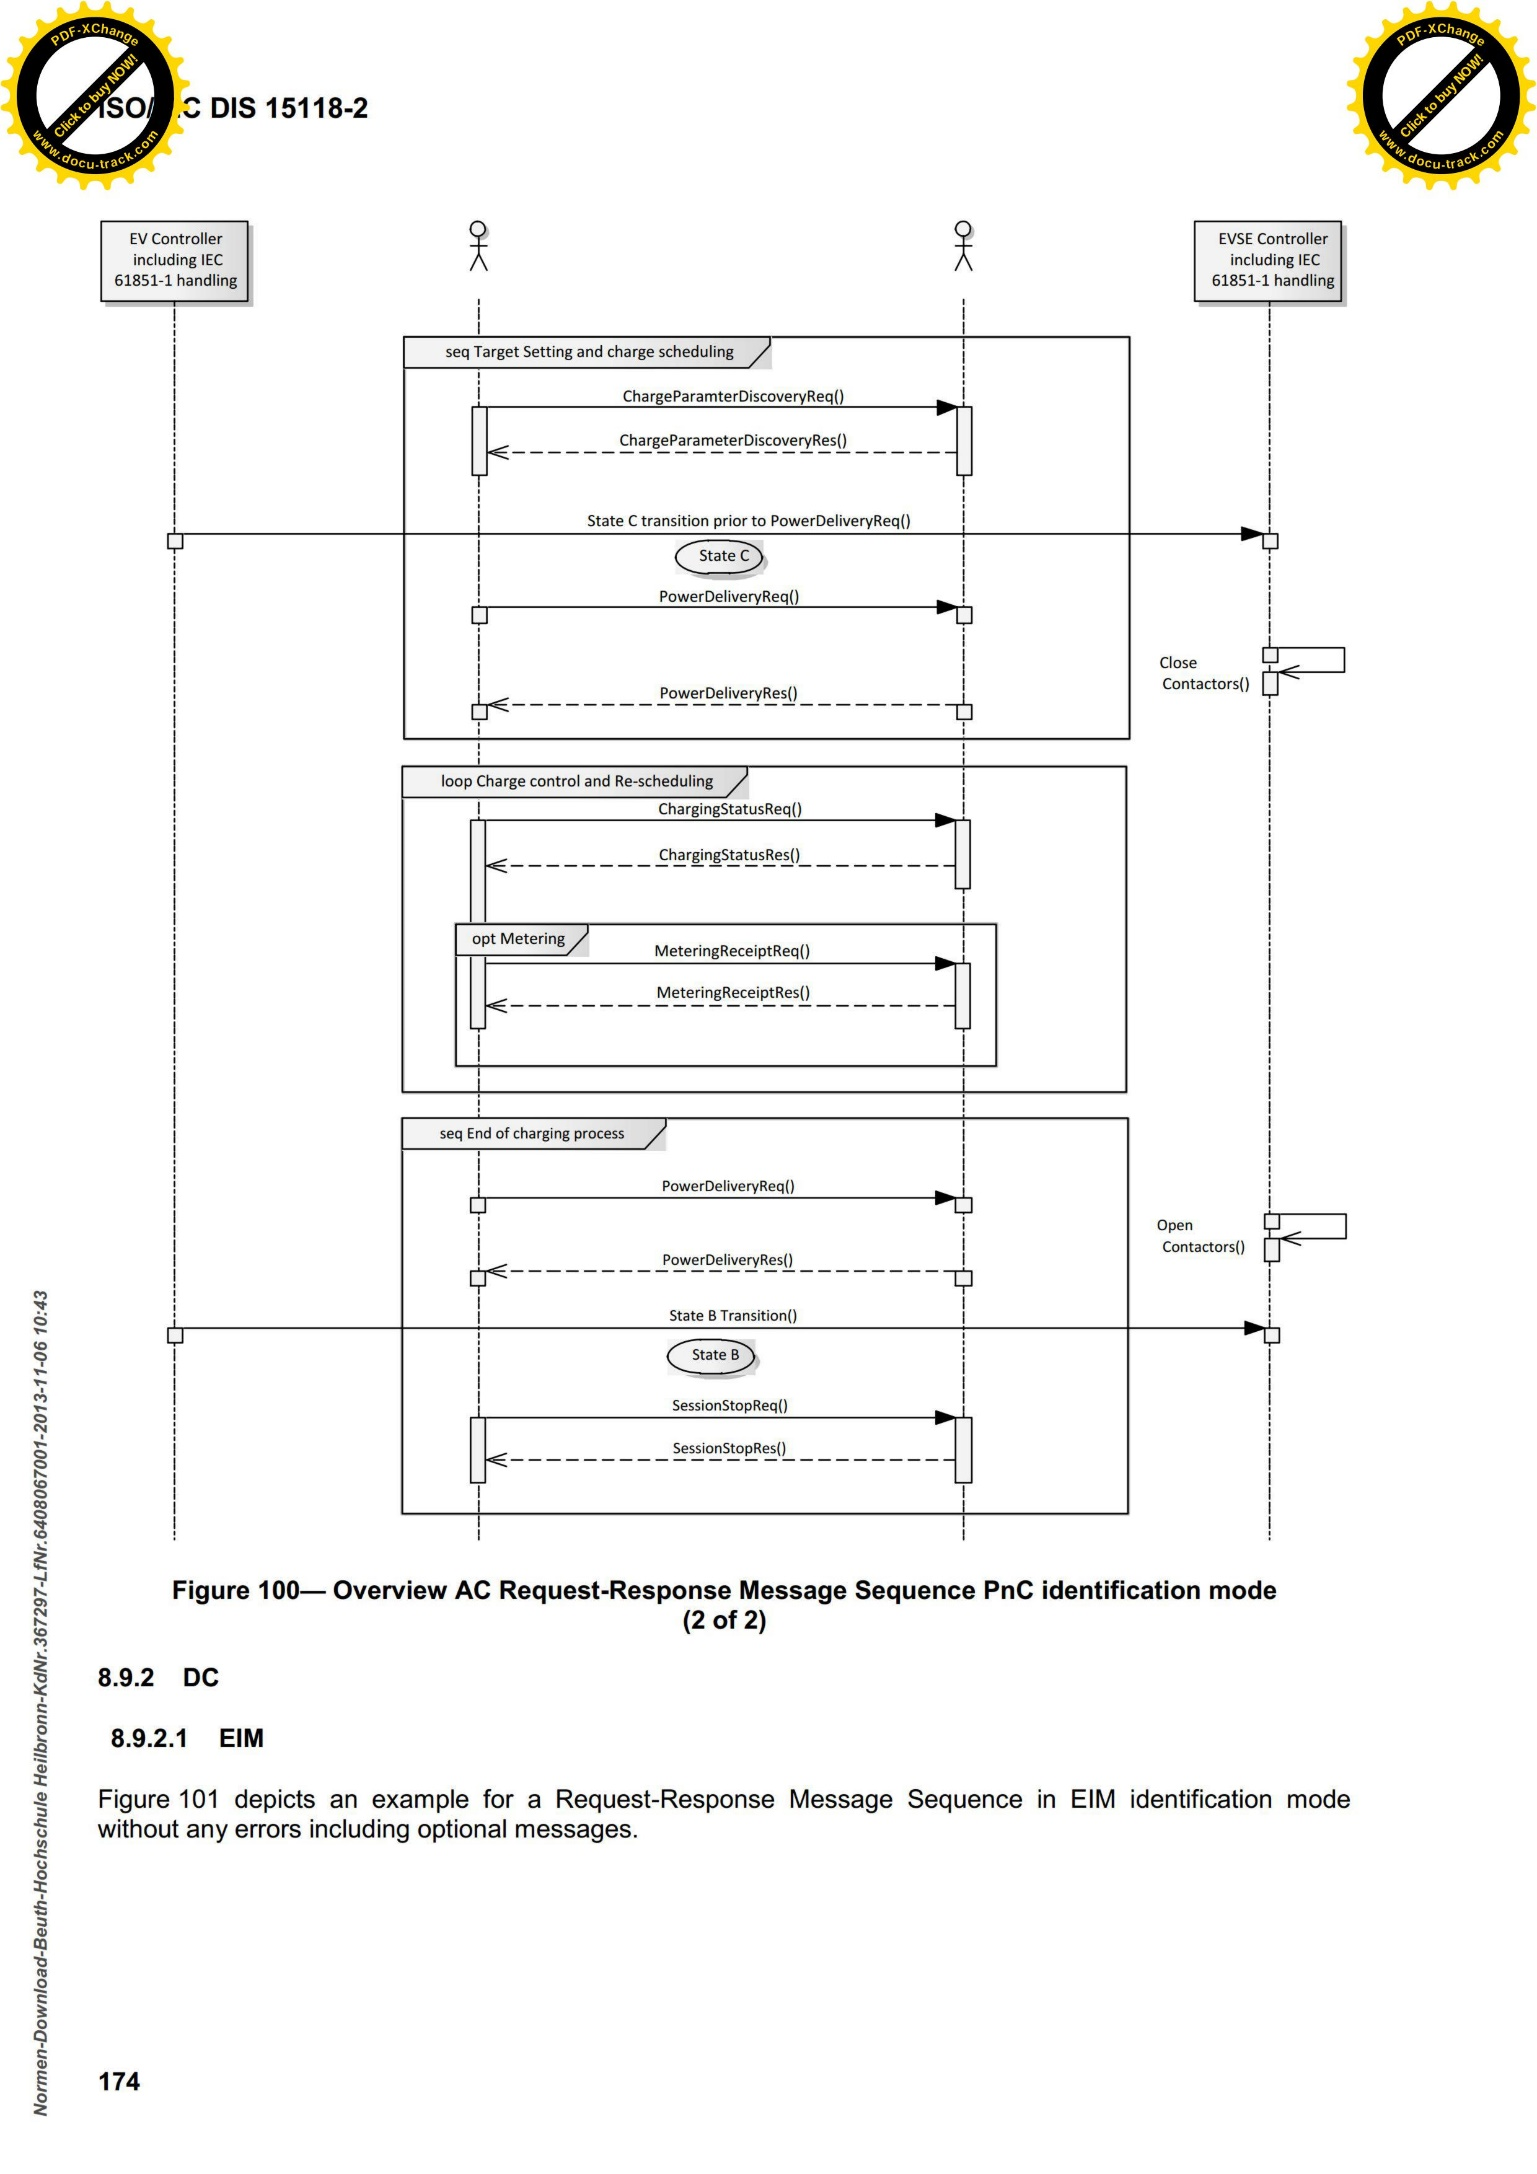 PDF-XChange
Click to buy NOW!
www.docu-track.com
PDF-XChange
Click to buy NOW!
www.docu-track.com
ISO/ C DIS 15118-2
EV Controller
including IEC
61851-1 handling
EVSE Controller
including IEC
61851-1 handling
seq Target Setting and charge scheduling
ChargeParamterDiscoveryReq()
ChargeParameterDiscoveryRes()
State C transition prior to PowerDeliveryReq()
State C
PowerDeliveryReq()
Close
Contactors()
PowerDeliveryRes()
loop Charge control and Re-scheduling
ChargingStatusReq()
ChargingStatusRes()
opt Metering
MeteringReceiptReq()
MeteringReceiptRes()
seq End of charging process
PowerDeliveryReq()
Open
Contactors()
PowerDeliveryRes()
State B Transition()
State B
SessionStopReq()
SessionStopRes()
Figure 100— Overview AC Request-Response Message Sequence PnC identification mode
(2 of 2)
8.9.2 DC
8.9.2.1 EIM
Figure 101 depicts an example for a Request-Response Message Sequence in EIM identification mode
without any errors including optional messages.
174
Normen-Download-Beuth-Hochschule Heilbronn-KdNr.367297-LfNr.6408067001-2013-11-06 10:43